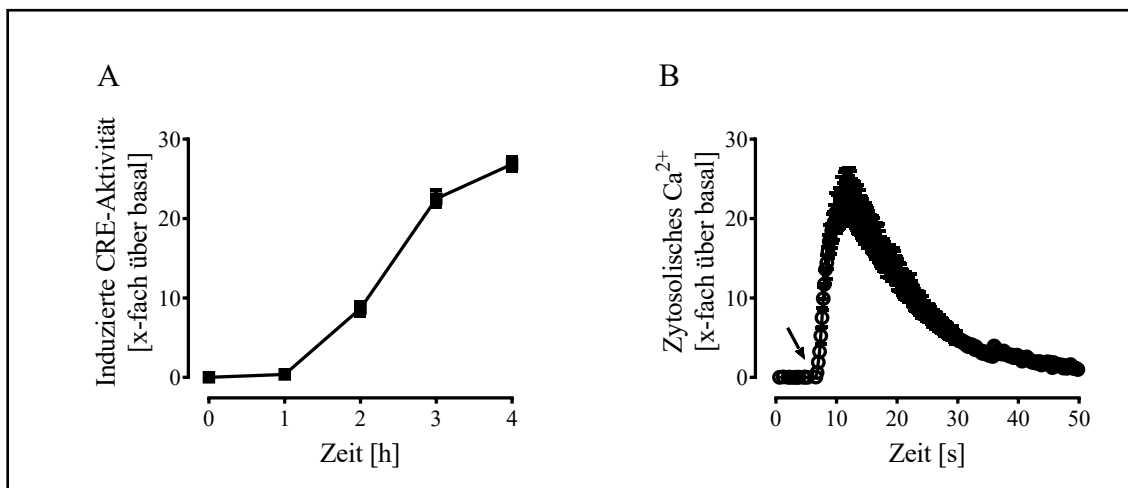 A
Induzierte CRE-Aktivität
[x-fach über basal]
30
20
10
0
0 1 2 3 4
Zeit [h]
B
Zytosolisches Ca²⁺
[x-fach über basal]
30
20
10
0
0 10 20 30 40 50
Zeit [s]